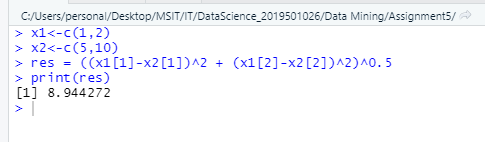 C:/Users/personal/Desktop/MSIT/IT/DataScience_2019501026/Data Mining/Assignment5/
> x1<-c(1,2)
> x2<-c(5,10)
> res = ((x1[1]-x2[1])^2 + (x1[2]-x2[2])^2)^0.5
> print(res)
[1] 8.944272
>